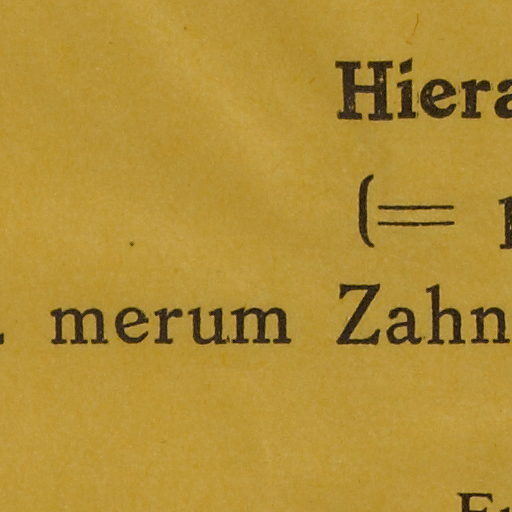 Hiera
(=
. merum Zahn